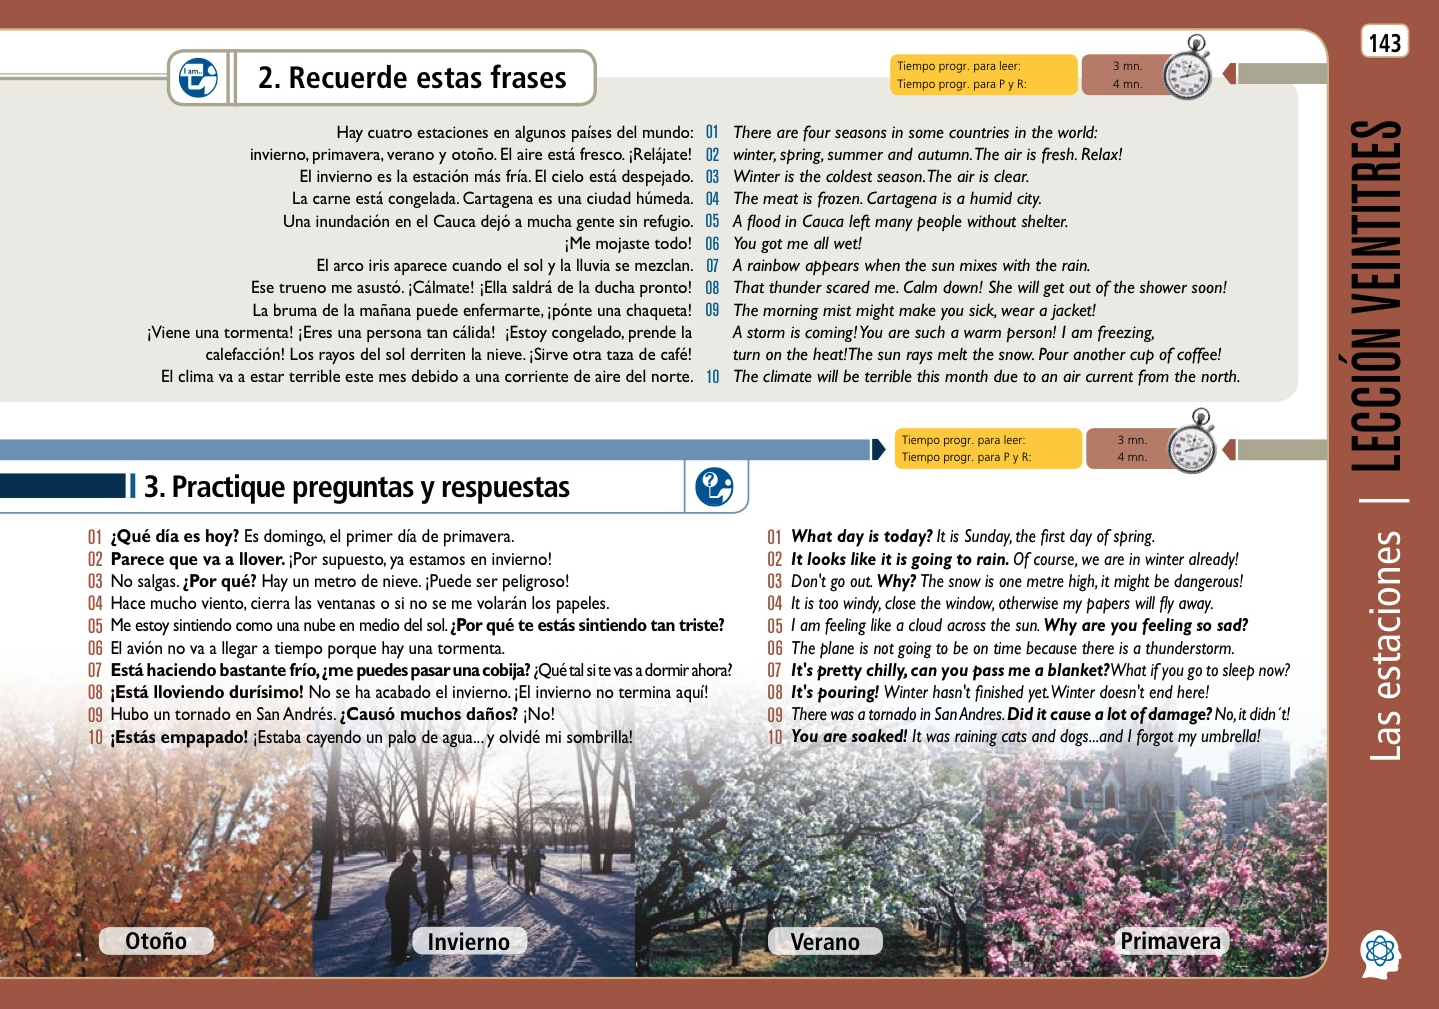 143
I am...
2. Recuerde estas frases
Tiempo progr. para leer: 3 mn.
Tiempo progr. para P y R: 4 mn.
Hay cuatro estaciones en algunos países del mundo: 01 There are four seasons in some countries in the world:
invierno, primavera, verano y otoño. El aire está fresco. ¡Relájate! 02 winter, spring, summer and autumn. The air is fresh. Relax!
El invierno es la estación más fría. El cielo está despejado. 03 Winter is the coldest season. The air is clear.
La carne está congelada. Cartagena es una ciudad húmeda. 04 The meat is frozen. Cartagena is a humid city.
Una inundación en el Cauca dejó a mucha gente sin refugio. 05 A flood in Cauca left many people without shelter.
¡Me mojaste todo! 06 You got me all wet!
El arco iris aparece cuando el sol y la lluvia se mezclan. 07 A rainbow appears when the sun mixes with the rain.
Ese trueno me asustó. ¡Cálmate! ¡Ella saldrá de la ducha pronto! 08 That thunder scared me. Calm down! She will get out of the shower soon!
La bruma de la mañana puede enfermarte, ¡pónte una chaqueta! 09 The morning mist might make you sick, wear a jacket!
¡Viene una tormenta! ¡Eres una persona tan cálida! ¡Estoy congelado, prende la A storm is coming! You are such a warm person! I am freezing,
calefacción! Los rayos del sol derriten la nieve. ¡Sirve otra taza de café! turn on the heat! The sun rays melt the snow. Pour another cup of coffee!
El clima va a estar terrible este mes debido a una corriente de aire del norte. 10 The climate will be terrible this month due to an air current from the north.
Tiempo progr. para leer: 3 mn.
Tiempo progr. para P y R: 4 mn.
3. Practique preguntas y respuestas
?
01 ¿Qué día es hoy? Es domingo, el primer día de primavera.
02 Parece que va a llover. ¡Por supuesto, ya estamos en invierno!
03 No salgas. ¿Por qué? Hay un metro de nieve. ¡Puede ser peligroso!
04 Hace mucho viento, cierra las ventanas o si no se me volarán los papeles.
05 Me estoy sintiendo como una nube en medio del sol. ¿Por qué te estás sintiendo tan triste?
06 El avión no va a llegar a tiempo porque hay una tormenta.
07 Está haciendo bastante frío, ¿me puedes pasar una cobija? ¿Qué tal si te vas a dormir ahora?
08 ¡Está lloviendo durísimo! No se ha acabado el invierno. ¡El invierno no termina aquí!
09 Hubo un tornado en San Andrés. ¿Causó muchos daños? ¡No!
10 ¡Estás empapado! ¡Estaba cayendo un palo de agua... y olvidé mi sombrilla!
01 What day is today? It is Sunday, the first day of spring.
02 It looks like it is going to rain. Of course, we are in winter already!
03 Don't go out. Why? The snow is one metre high, it might be dangerous!
04 It is too windy, close the window, otherwise my papers will fly away.
05 I am feeling like a cloud across the sun. Why are you feeling so sad?
06 The plane is not going to be on time because there is a thunderstorm.
07 It's pretty chilly, can you pass me a blanket? What if you go to sleep now?
08 It's pouring! Winter hasn't finished yet. Winter doesn't end here!
09 There was a tornado in San Andres. Did it cause a lot of damage? No, it didn´t!
10 You are soaked! It was raining cats and dogs...and I forgot my umbrella!
Otoño
Invierno
Verano
Primavera
Las estaciones | LECCIÓN VEINTITRES